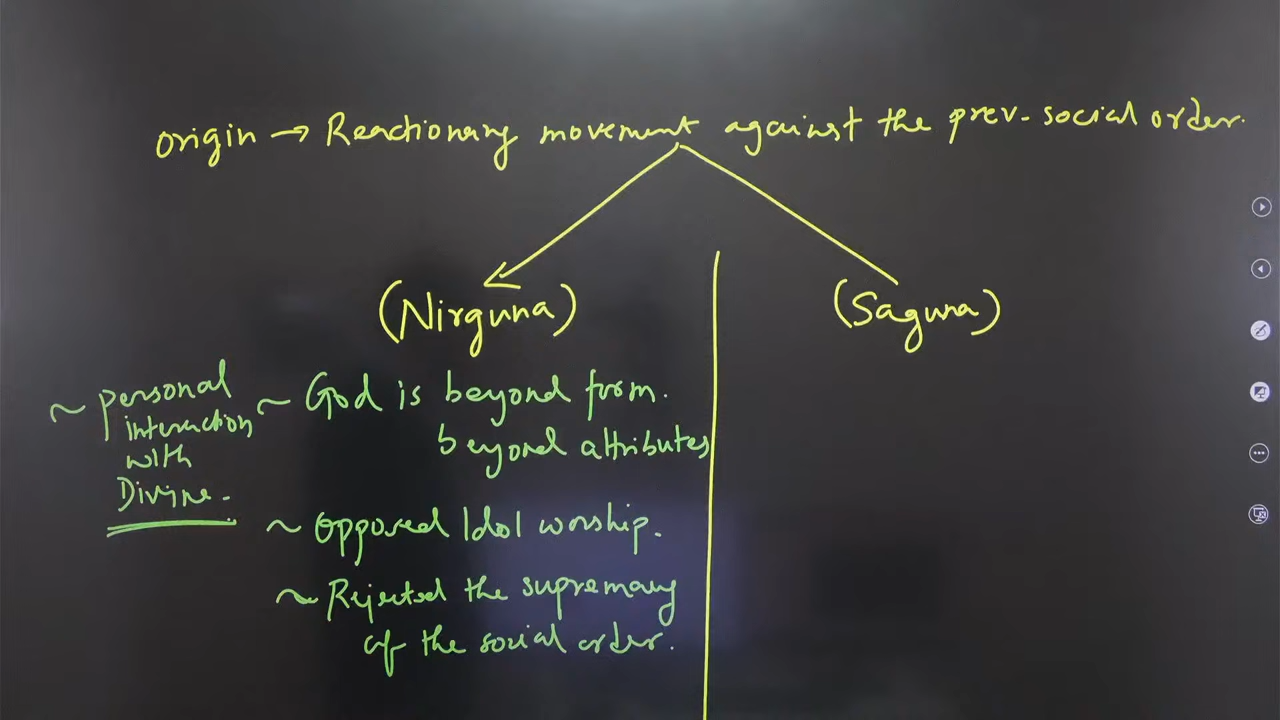 origin → Reactionary movement against the prev. social order.
(Nirguna)
(Saguna)
~ personal
interaction
with
Divine.
~ God is beyond form.
beyond attributes
~ Opposed Idol worship.
~ Rejected the supremacy
of the social order.